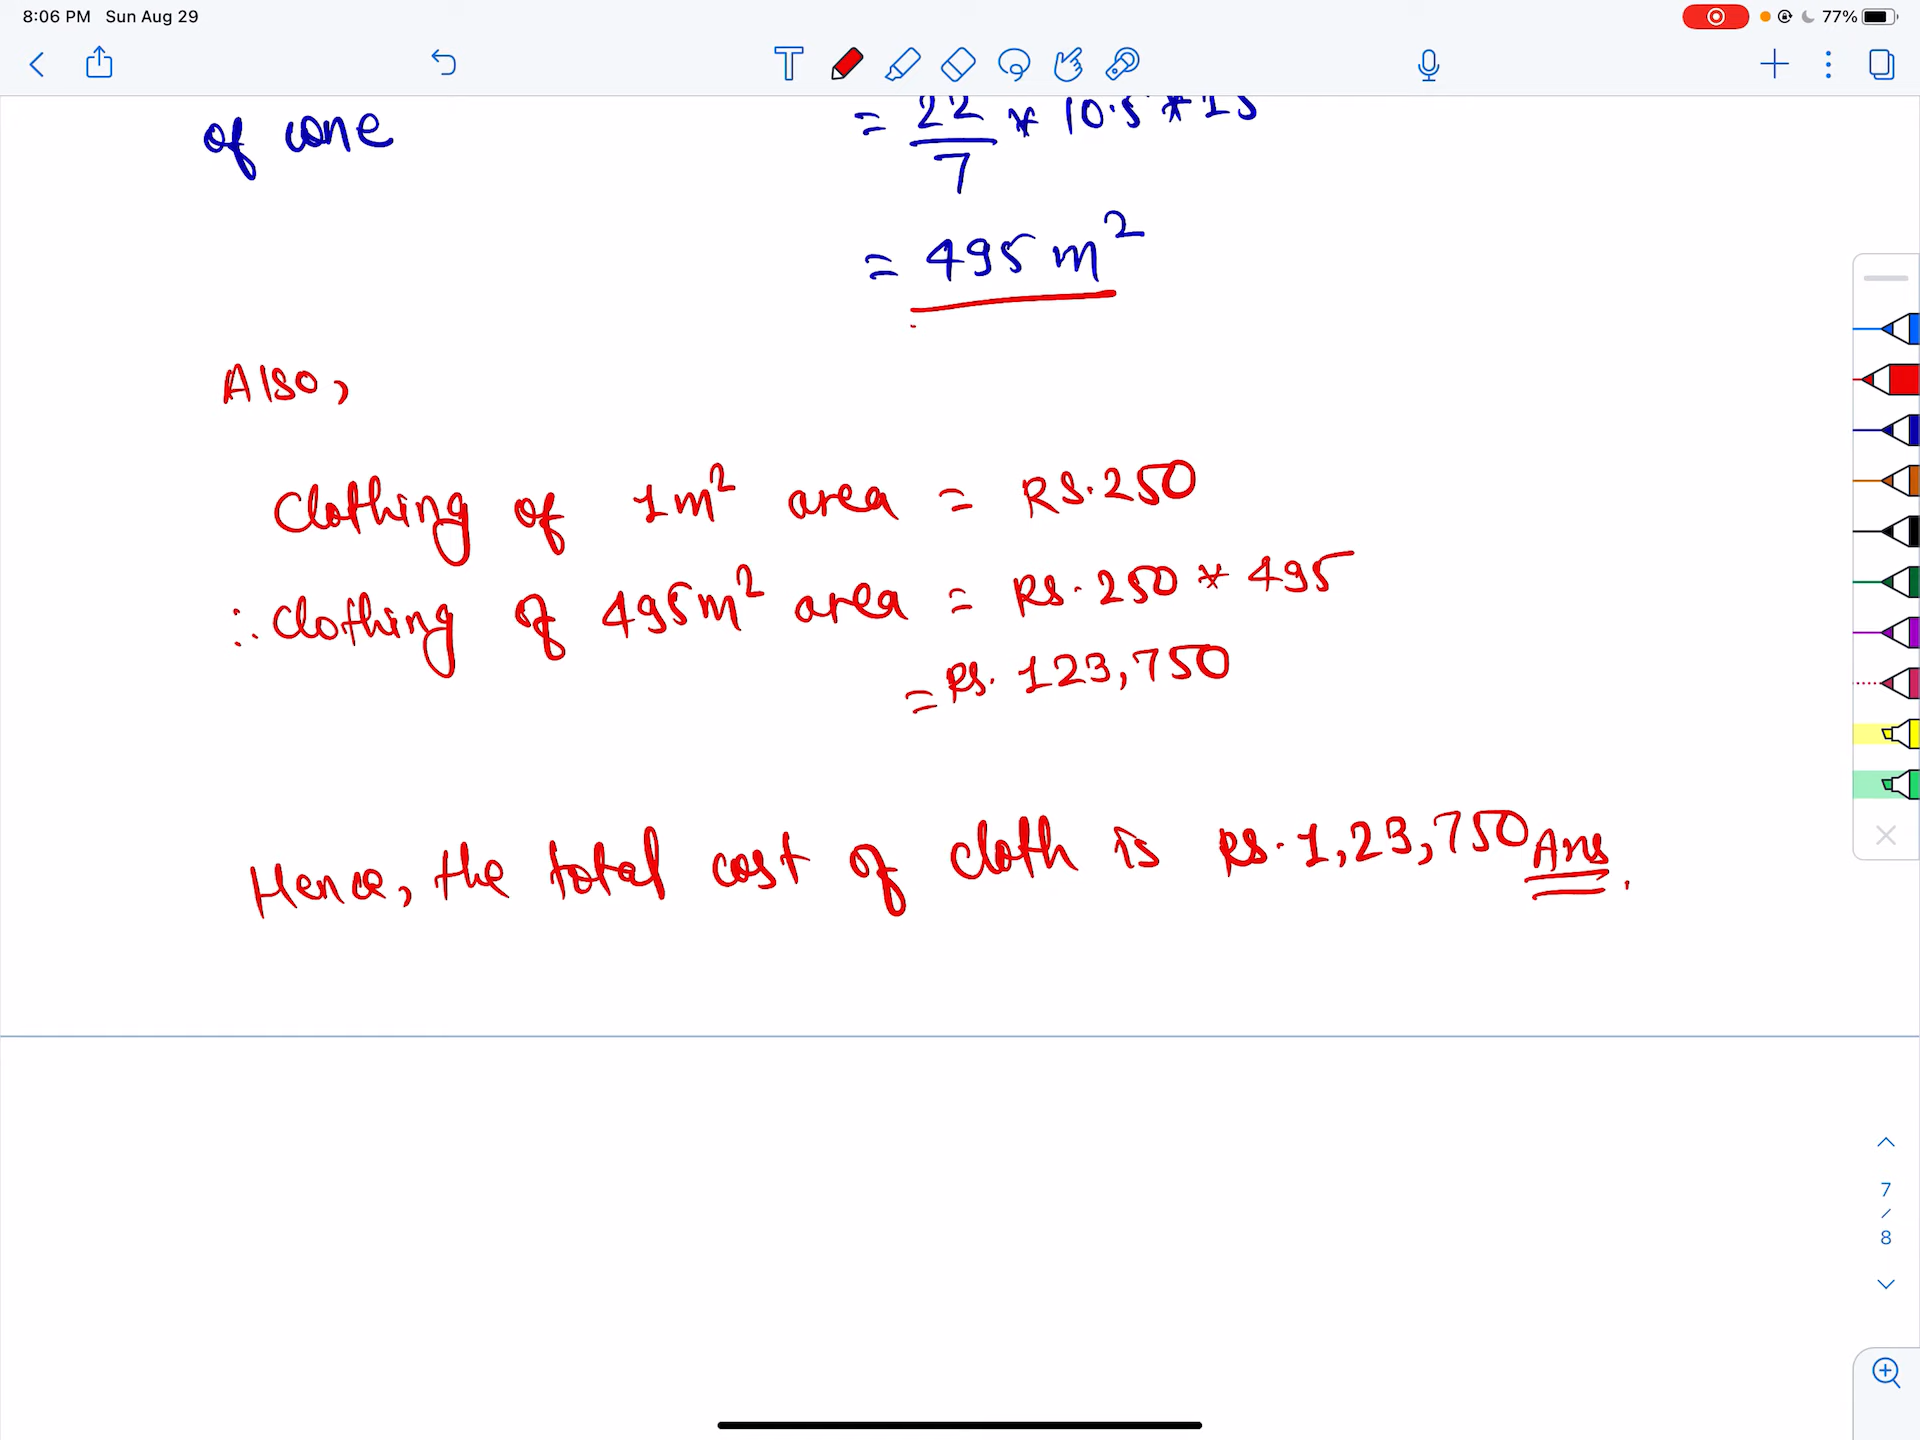 8:06 PM Sun Aug 29
77%
T
of cone
= 22/7 * 10.5 * 15
= 495 m²
Also,
Clothing of 1m² area = RS.250
∴ Clothing of 495m² area = RS.250 * 495
= RS. 123,750
Hence, the total cost of cloth is RS. 1,23,750 Ans.
7
/
8